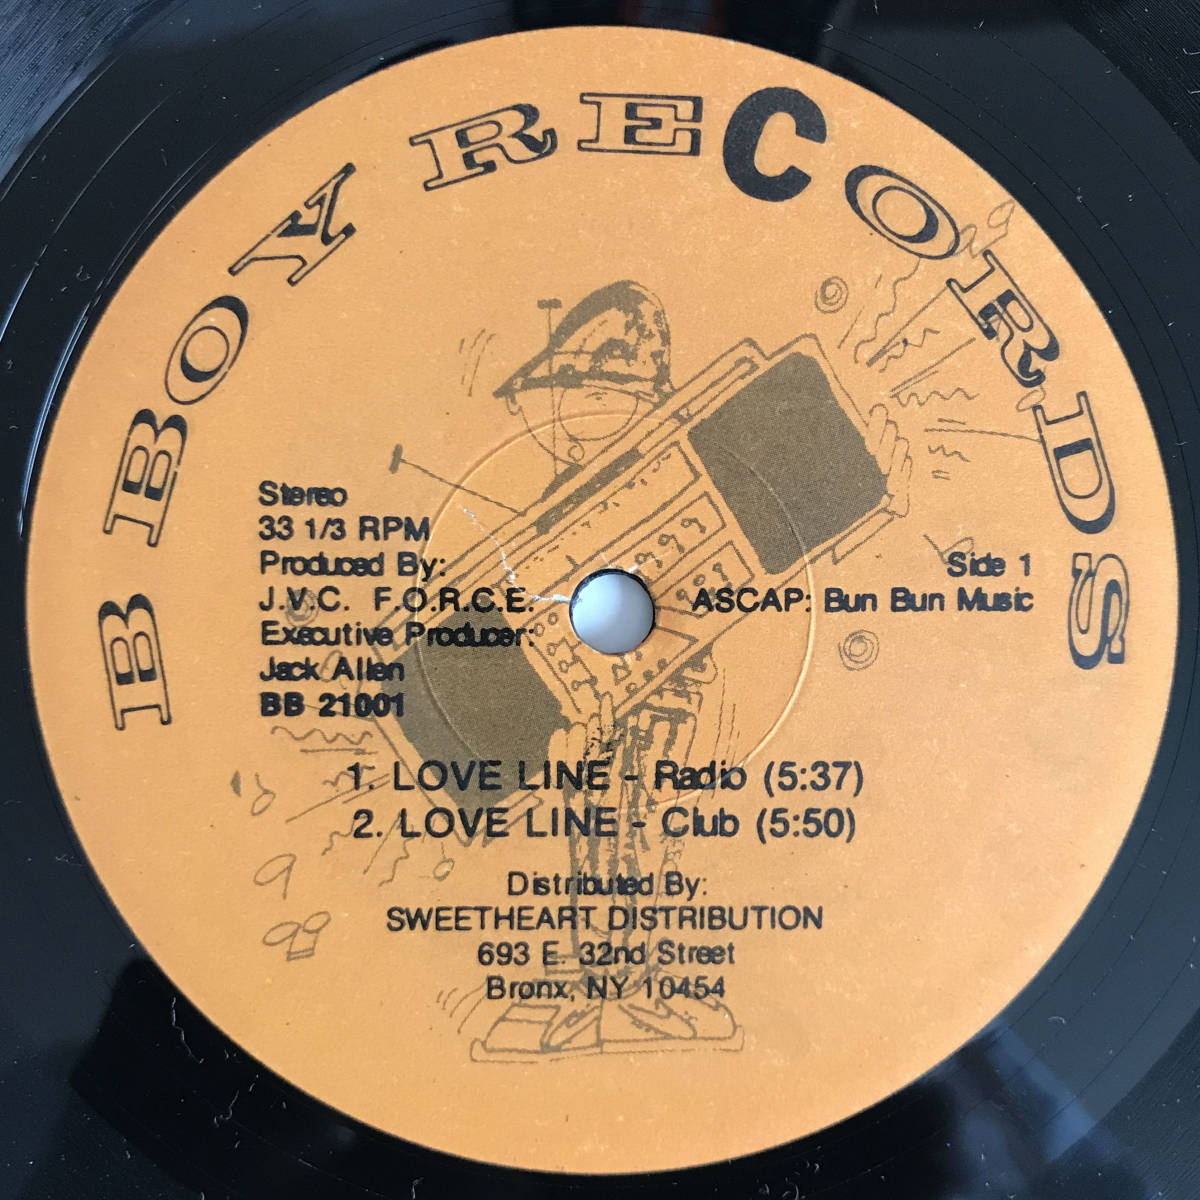 B BOY RECORDS
Stereo
33 1/3 RPM
Produced By:
J.V.C. F.O.R.C.E.
Executive Producer:
Jack Allen
BB 21001
Side 1
ASCAP: Bun Bun Music
1. LOVE LINE - Radio (5:37)
2. LOVE LINE - Club (5:50)
Distributed By:
SWEETHEART DISTRIBUTION
693 E. 32nd Street
Bronx, NY 10454